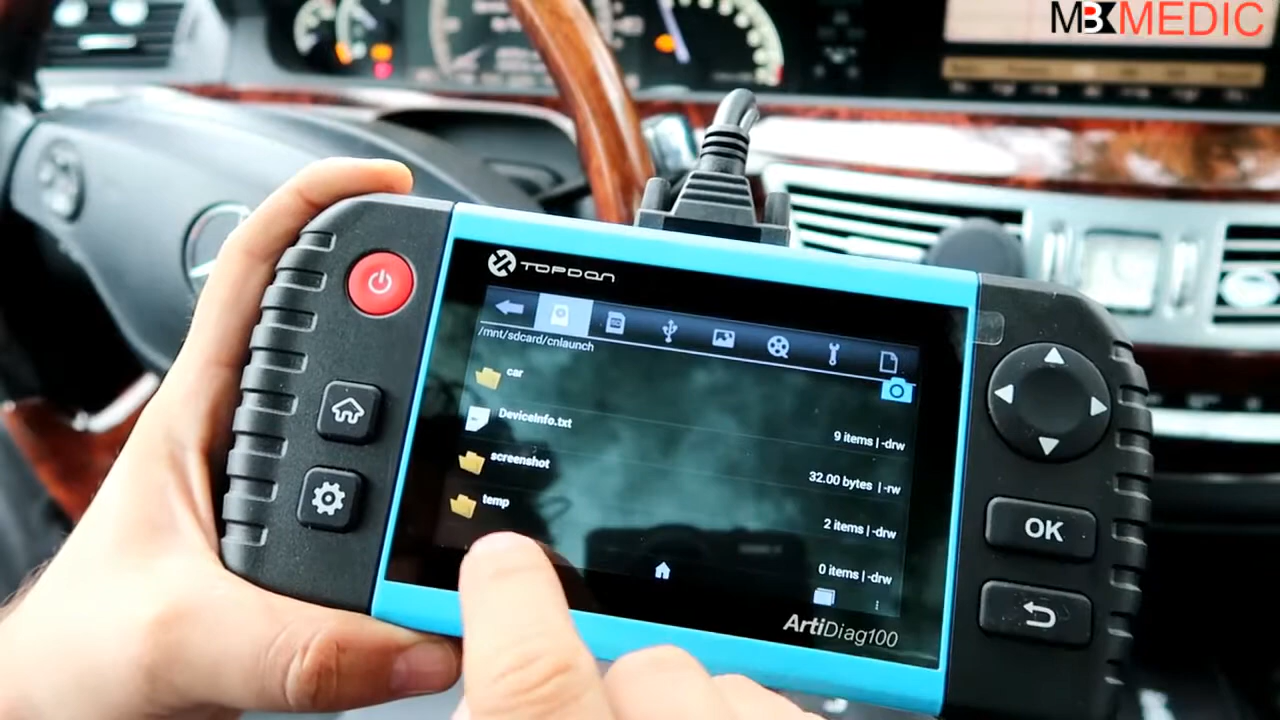 MBXMEDIC
TOPDON
/mnt/sdcard/cnlaunch
car
9 items | -drw
DeviceInfo.txt
32.00 bytes | -rw
screenshot
2 items | -drw
temp
0 items | -drw
ArtiDiag100
OK